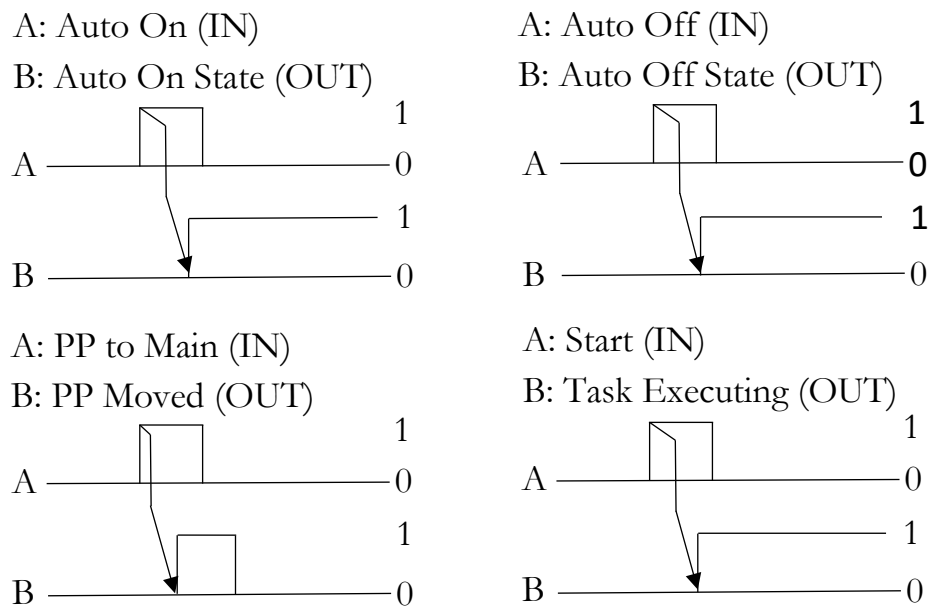 A: Auto On (IN)
B: Auto On State (OUT)
1
A
0
1
B
0
A: Auto Off (IN)
B: Auto Off State (OUT)
1
A
0
1
B
0
A: PP to Main (IN)
B: PP Moved (OUT)
1
A
0
1
B
0
A: Start (IN)
B: Task Executing (OUT)
1
A
0
1
B
0